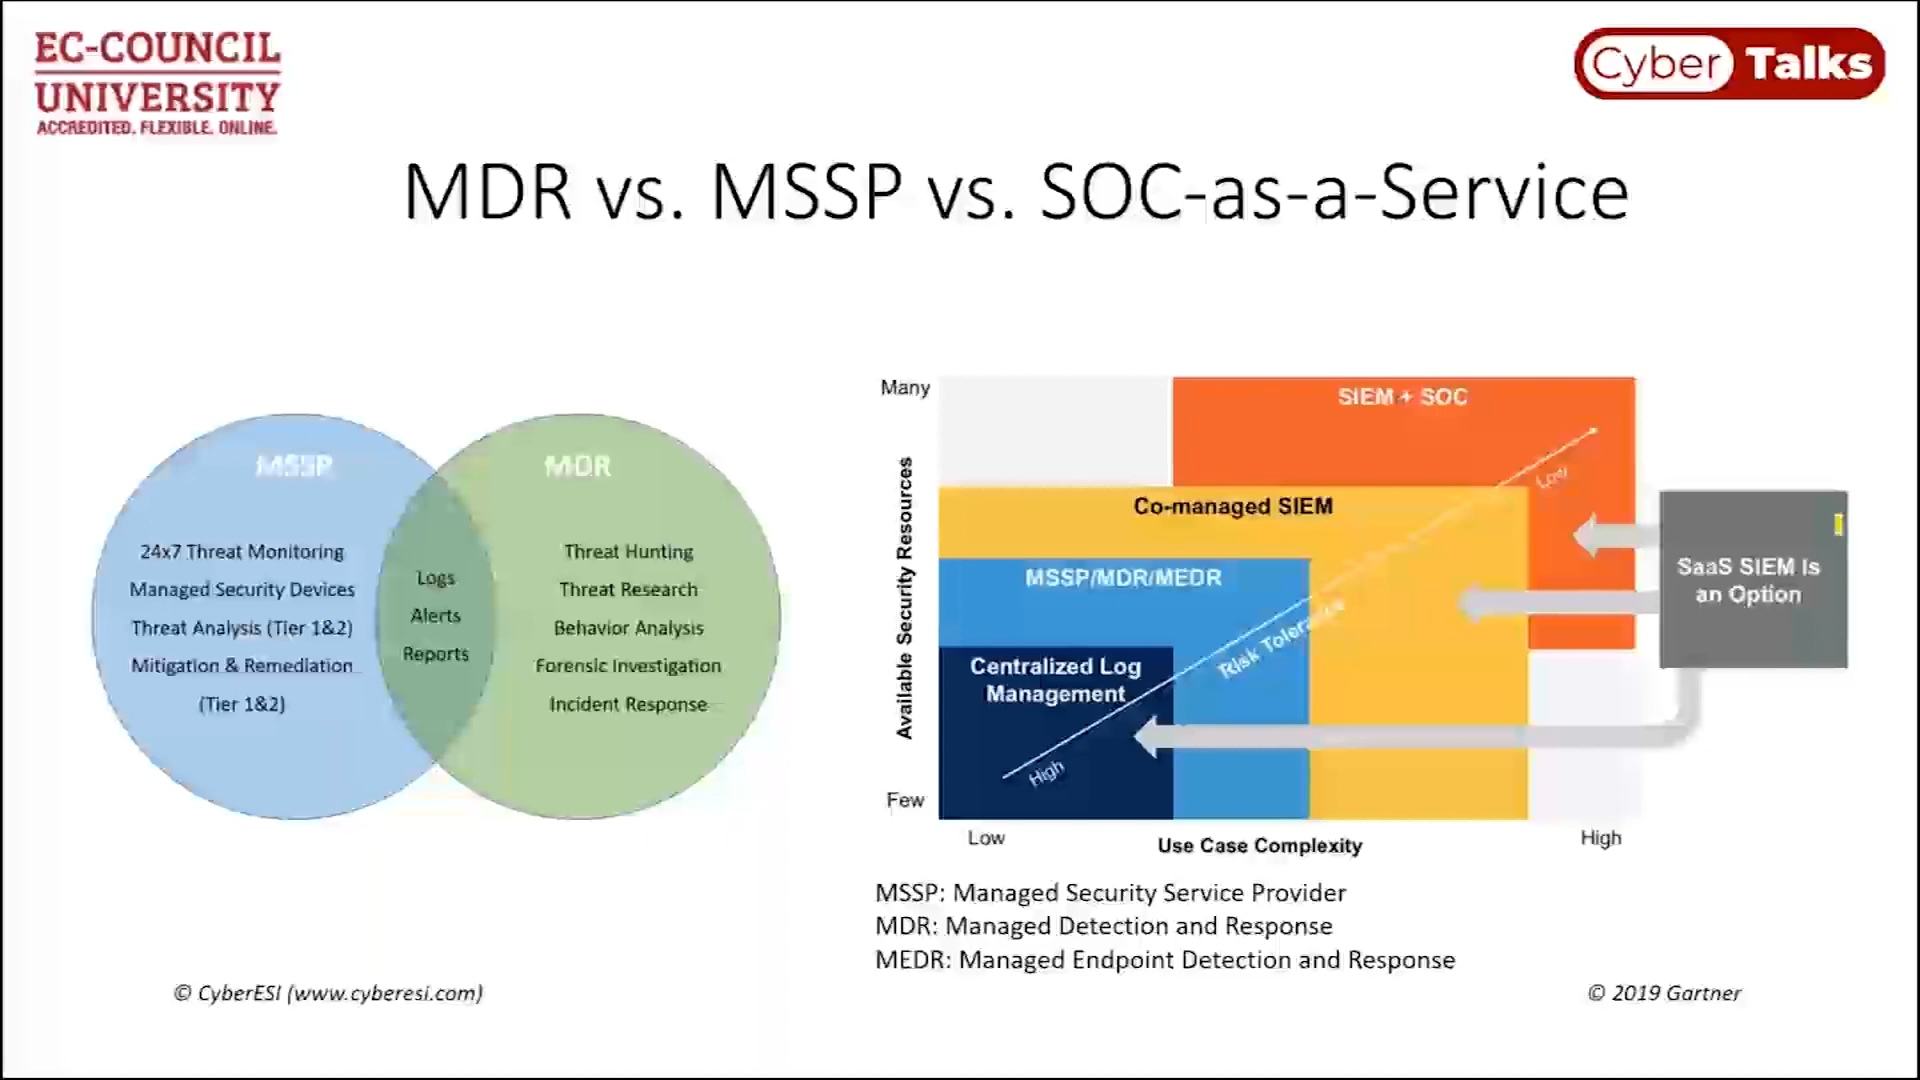 EC-COUNCIL
UNIVERSITY
ACCREDITED. FLEXIBLE. ONLINE.
Cyber Talks
MDR vs. MSSP vs. SOC-as-a-Service
MSSP
24x7 Threat Monitoring
Managed Security Devices
Threat Analysis (Tier 1&2)
Mitigation & Remediation
(Tier 1&2)
Logs
Alerts
Reports
MDR
Threat Hunting
Threat Research
Behavior Analysis
Forensic Investigation
Incident Response
© CyberESI (www.cyberesi.com)
Many
Available Security Resources
Few
SIEM + SOC
Low
Co-managed SIEM
MSSP/MDR/MEDR
Risk Tolerance
Centralized Log
Management
High
SaaS SIEM is
an Option
Low
Use Case Complexity
High
MSSP: Managed Security Service Provider
MDR: Managed Detection and Response
MEDR: Managed Endpoint Detection and Response
© 2019 Gartner